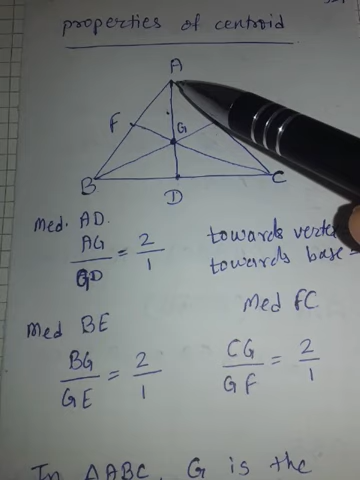 properties of centroid
A
F
G
B
D
C
Med. AD.
AG/GD = 2/1
towards
towards base =
Med BE
Med FC
BG/GE = 2/1
CG/GF = 2/1
In ΔABC, G is the